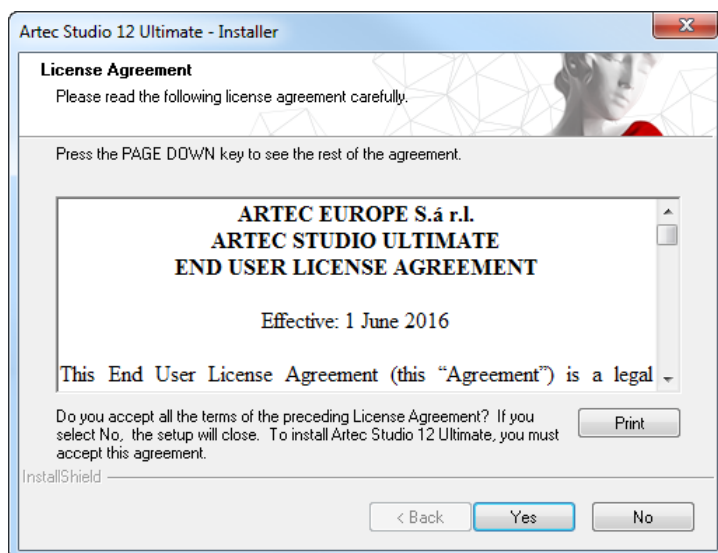 Artec Studio 12 Ultimate - Installer
License Agreement
Please read the following license agreement carefully.
Press the PAGE DOWN key to see the rest of the agreement.
ARTEC EUROPE S.á r.l.
ARTEC STUDIO ULTIMATE
END USER LICENSE AGREEMENT
Effective: 1 June 2016
This End User License Agreement (this “Agreement”) is a legal
Do you accept all the terms of the preceding License Agreement? If you
select No, the setup will close. To install Artec Studio 12 Ultimate, you must
accept this agreement.
Print
InstallShield
< Back
Yes
No